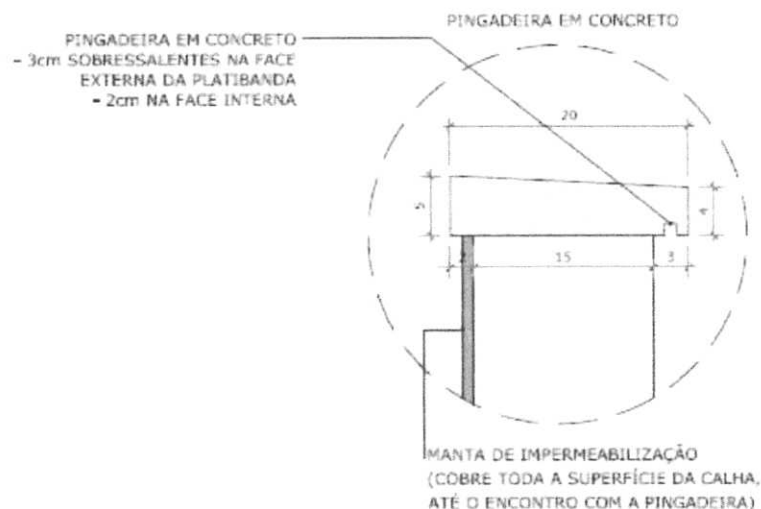 PINGADEIRA EM CONCRETO
PINGADEIRA EM CONCRETO
- 3cm SOBRESSALENTES NA FACE
EXTERNA DA PLATIBANDA
- 2cm NA FACE INTERNA
20
5
4
2
15
3
MANTA DE IMPERMEABILIZAÇÃO
(COBRE TODA A SUPERFÍCIE DA CALHA,
ATÉ O ENCONTRO COM A PINGADEIRA)